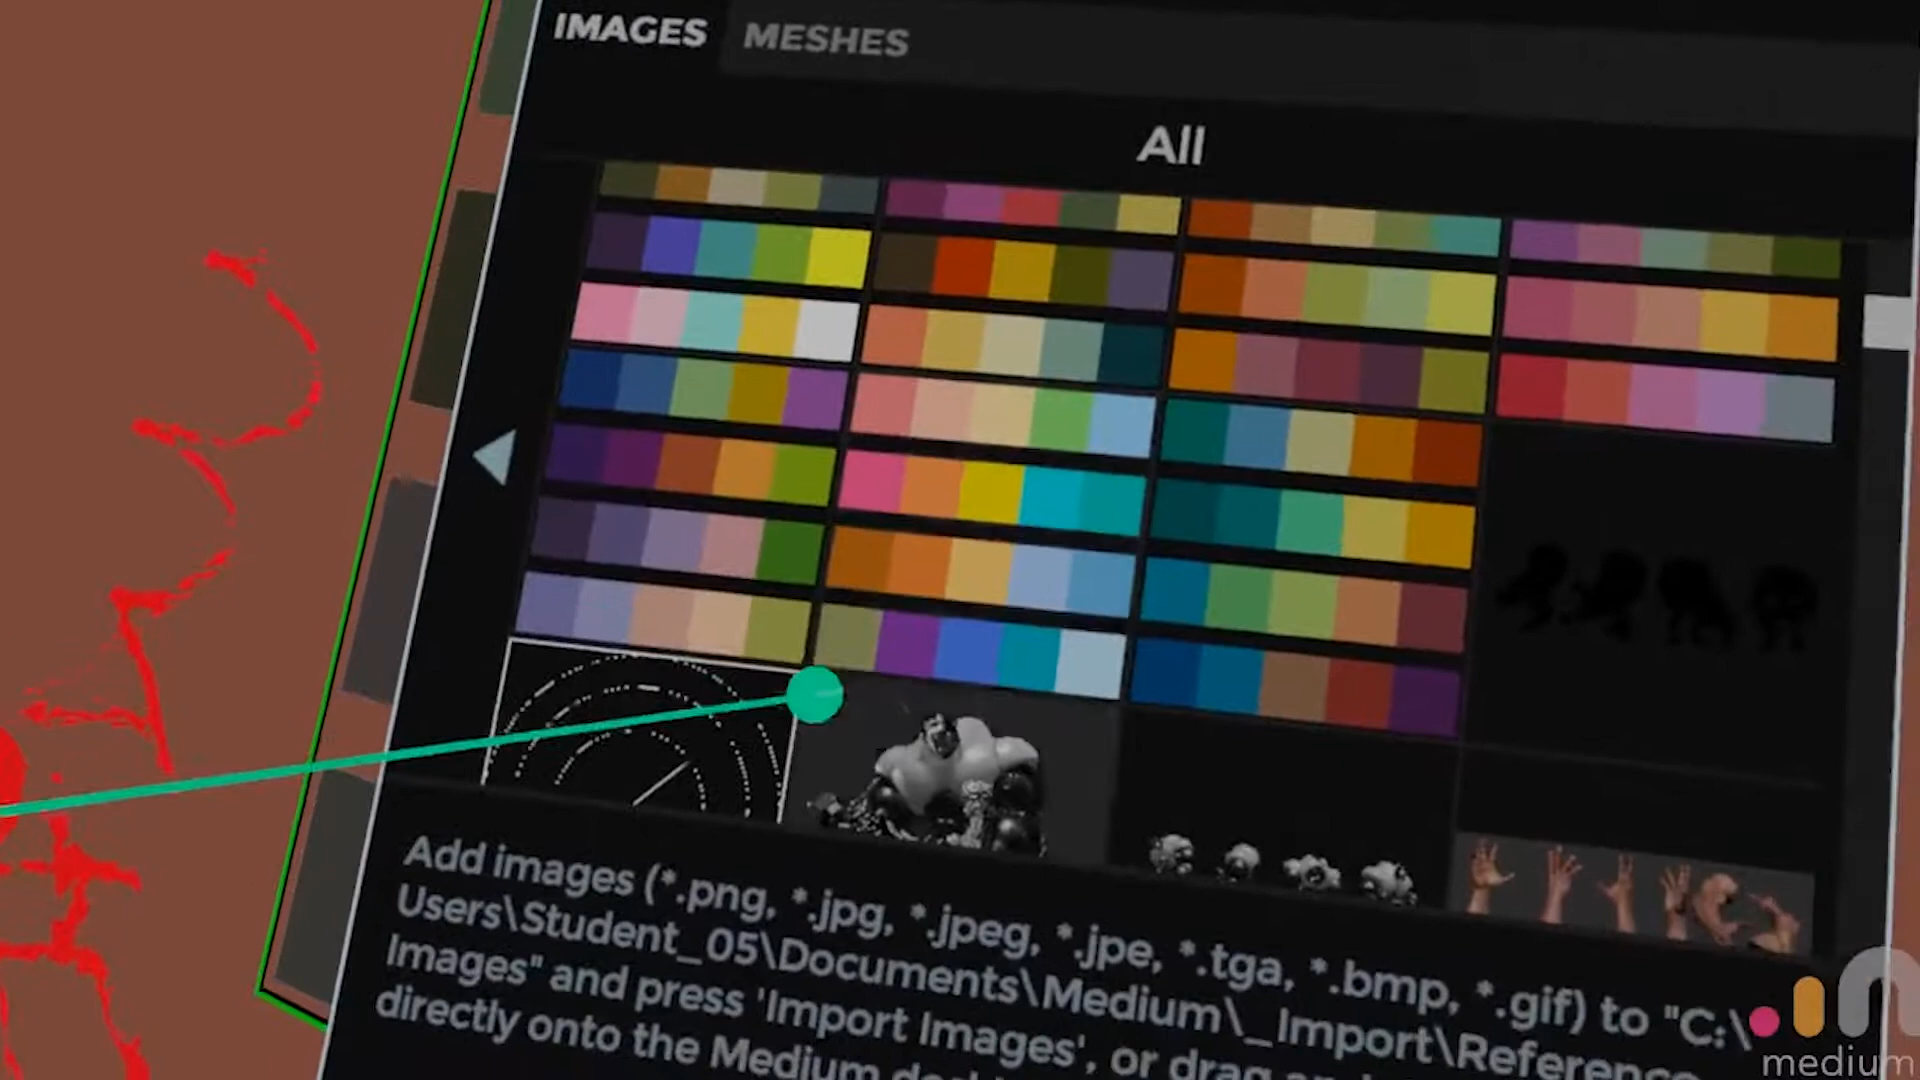 IMAGES MESHES
All
Add images (*.png, *.jpg, *.jpeg, *.jpe, *.tga, *.bmp, *.gif) to "C:\
Users\Student_05\Documents\Medium\_Import\Reference
Images" and press 'Import Images', or drag
directly onto the Medium
medium